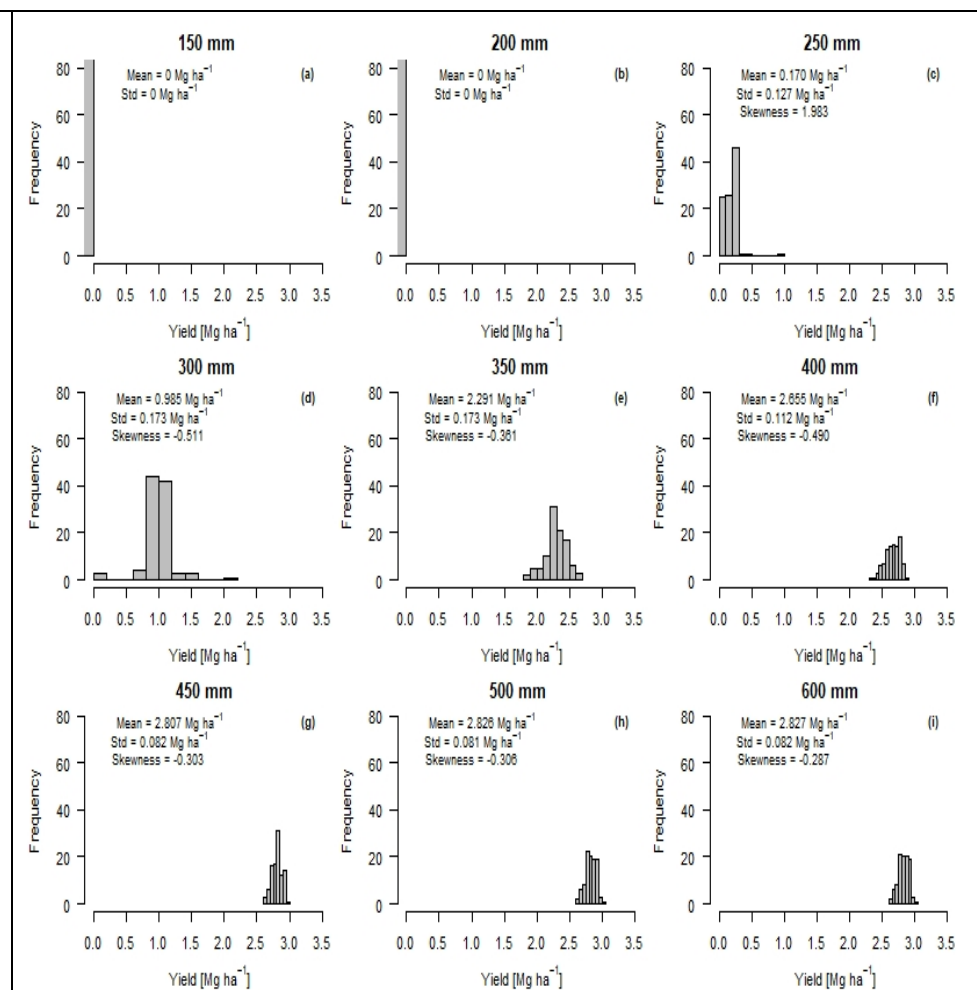 150 mm
Mean = 0 Mg ha⁻¹
Std = 0 Mg ha⁻¹
(a)
Frequency
80
60
40
20
0
0.0 0.5 1.0 1.5 2.0 2.5 3.0 3.5
Yield [Mg ha⁻¹]
200 mm
Mean = 0 Mg ha⁻¹
Std = 0 Mg ha⁻¹
(b)
Frequency
80
60
40
20
0
0.0 0.5 1.0 1.5 2.0 2.5 3.0 3.5
Yield [Mg ha⁻¹]
250 mm
Mean = 0.170 Mg ha⁻¹
Std = 0.127 Mg ha⁻¹
Skewness = 1.983
(c)
Frequency
80
60
40
20
0
0.0 0.5 1.0 1.5 2.0 2.5 3.0 3.5
Yield [Mg ha⁻¹]
300 mm
Mean = 0.985 Mg ha⁻¹
Std = 0.173 Mg ha⁻¹
Skewness = -0.511
(d)
Frequency
80
60
40
20
0
0.0 0.5 1.0 1.5 2.0 2.5 3.0 3.5
Yield [Mg ha⁻¹]
350 mm
Mean = 2.291 Mg ha⁻¹
Std = 0.173 Mg ha⁻¹
Skewness = -0.361
(e)
Frequency
80
60
40
20
0
0.0 0.5 1.0 1.5 2.0 2.5 3.0 3.5
Yield [Mg ha⁻¹]
400 mm
Mean = 2.655 Mg ha⁻¹
Std = 0.112 Mg ha⁻¹
Skewness = -0.490
(f)
Frequency
80
60
40
20
0
0.0 0.5 1.0 1.5 2.0 2.5 3.0 3.5
Yield [Mg ha⁻¹]
450 mm
Mean = 2.807 Mg ha⁻¹
Std = 0.082 Mg ha⁻¹
Skewness = -0.303
(g)
Frequency
80
60
40
20
0
0.0 0.5 1.0 1.5 2.0 2.5 3.0 3.5
Yield [Mg ha⁻¹]
500 mm
Mean = 2.826 Mg ha⁻¹
Std = 0.081 Mg ha⁻¹
Skewness = -0.306
(h)
Frequency
80
60
40
20
0
0.0 0.5 1.0 1.5 2.0 2.5 3.0 3.5
Yield [Mg ha⁻¹]
600 mm
Mean = 2.827 Mg ha⁻¹
Std = 0.082 Mg ha⁻¹
Skewness = -0.287
(i)
Frequency
80
60
40
20
0
0.0 0.5 1.0 1.5 2.0 2.5 3.0 3.5
Yield [Mg ha⁻¹]